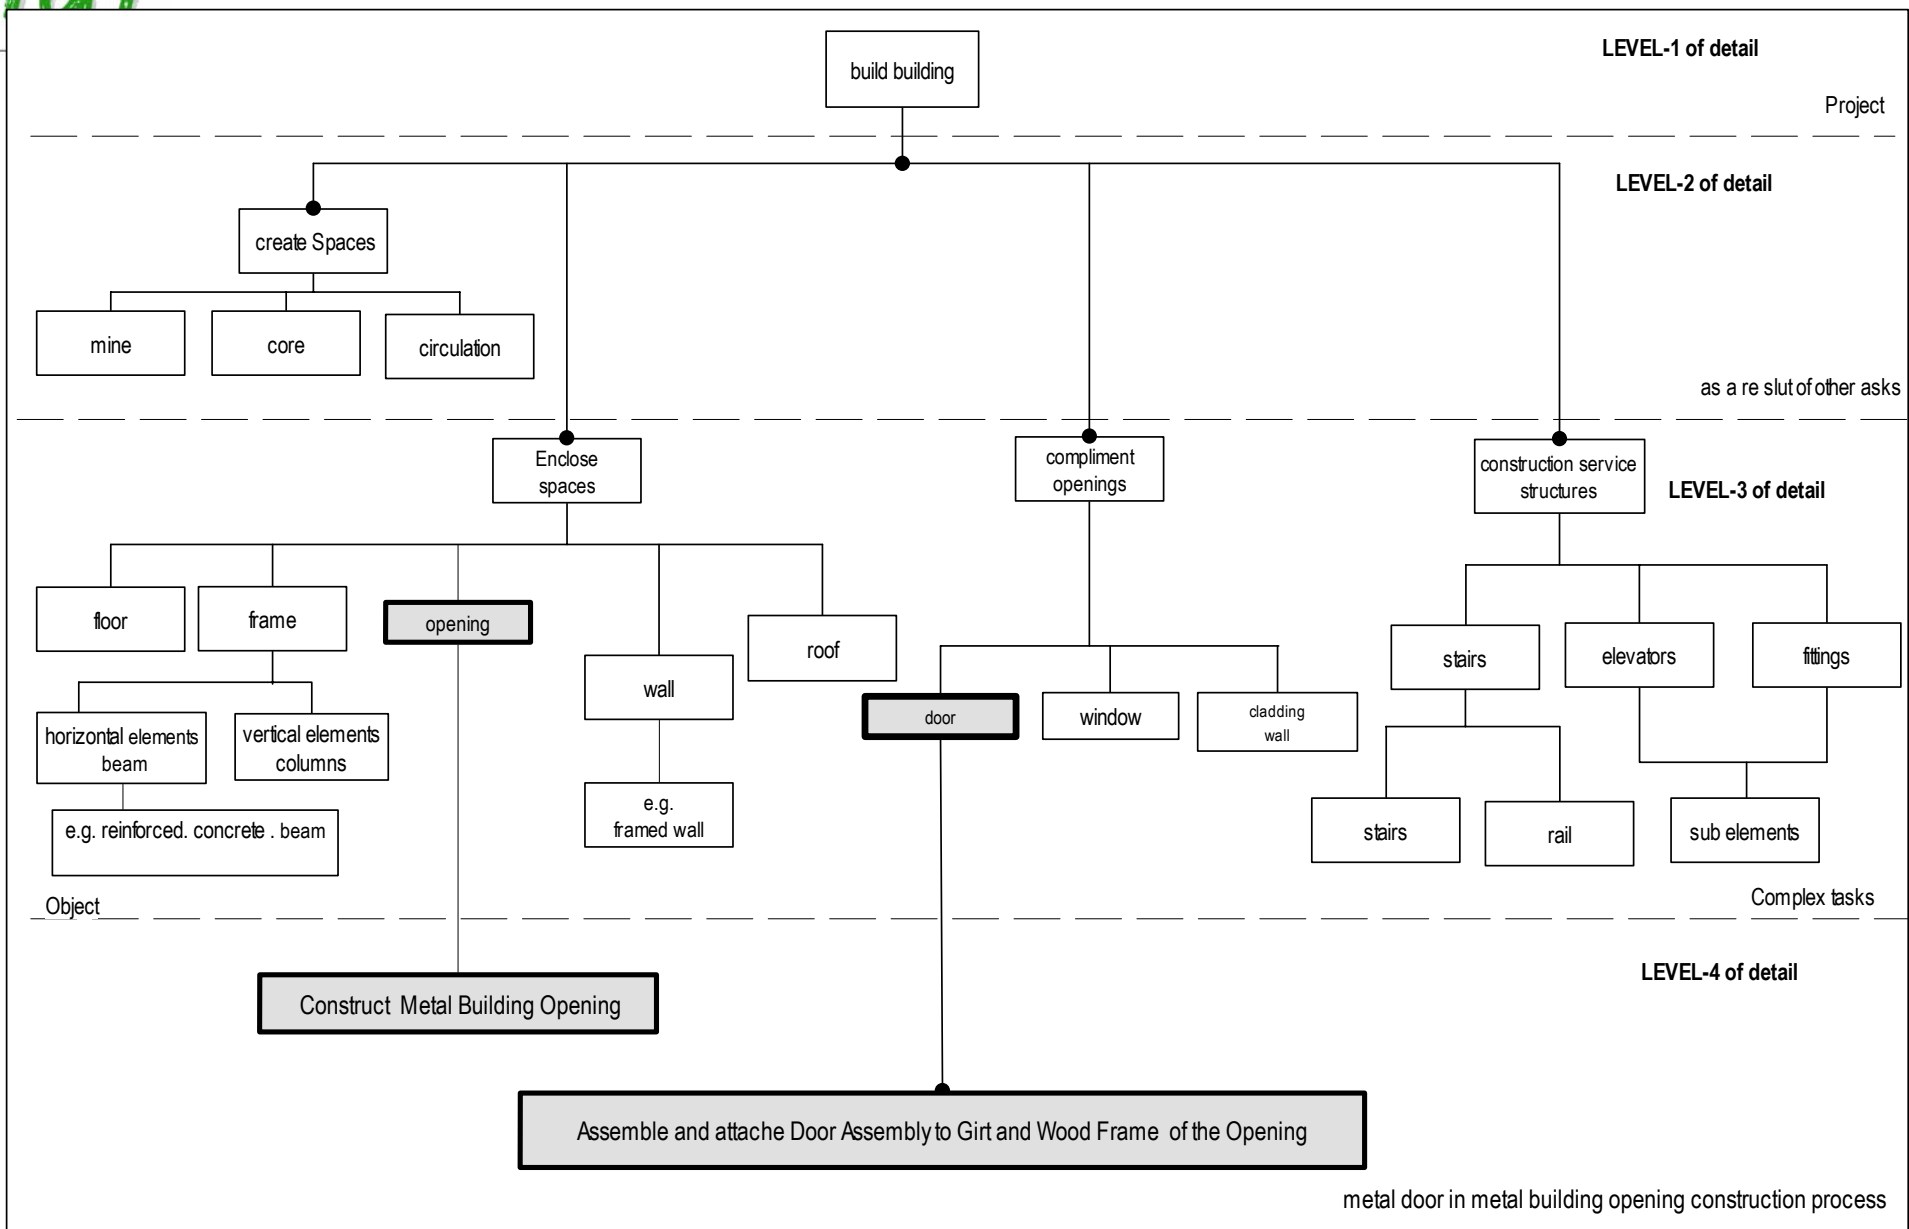 build building
LEVEL-1 of detail
Project
LEVEL-2 of detail
create Spaces
mine
core
circulation
as a re slut of other asks
Enclose
spaces
compliment
openings
construction service
structures
LEVEL-3 of detail
floor
frame
opening
wall
roof
door
window
cladding
wall
stairs
elevators
fittings
horizontal elements
beam
vertical elements
columns
e.g. reinforced. concrete . beam
e.g.
framed wall
stairs
rail
sub elements
Object
Complex tasks
LEVEL-4 of detail
Construct Metal Building Opening
Assemble and attache Door Assembly to Girt and Wood Frame of the Opening
metal door in metal building opening construction process